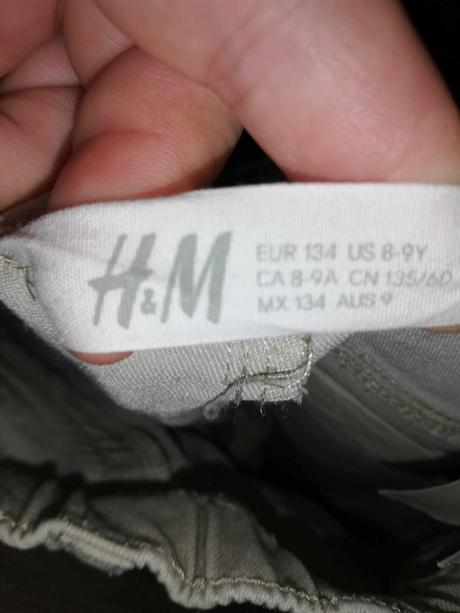 H&M
EUR 134 US 8-9Y
CA 8-9A CN 135/60
MX 134 AUS 9